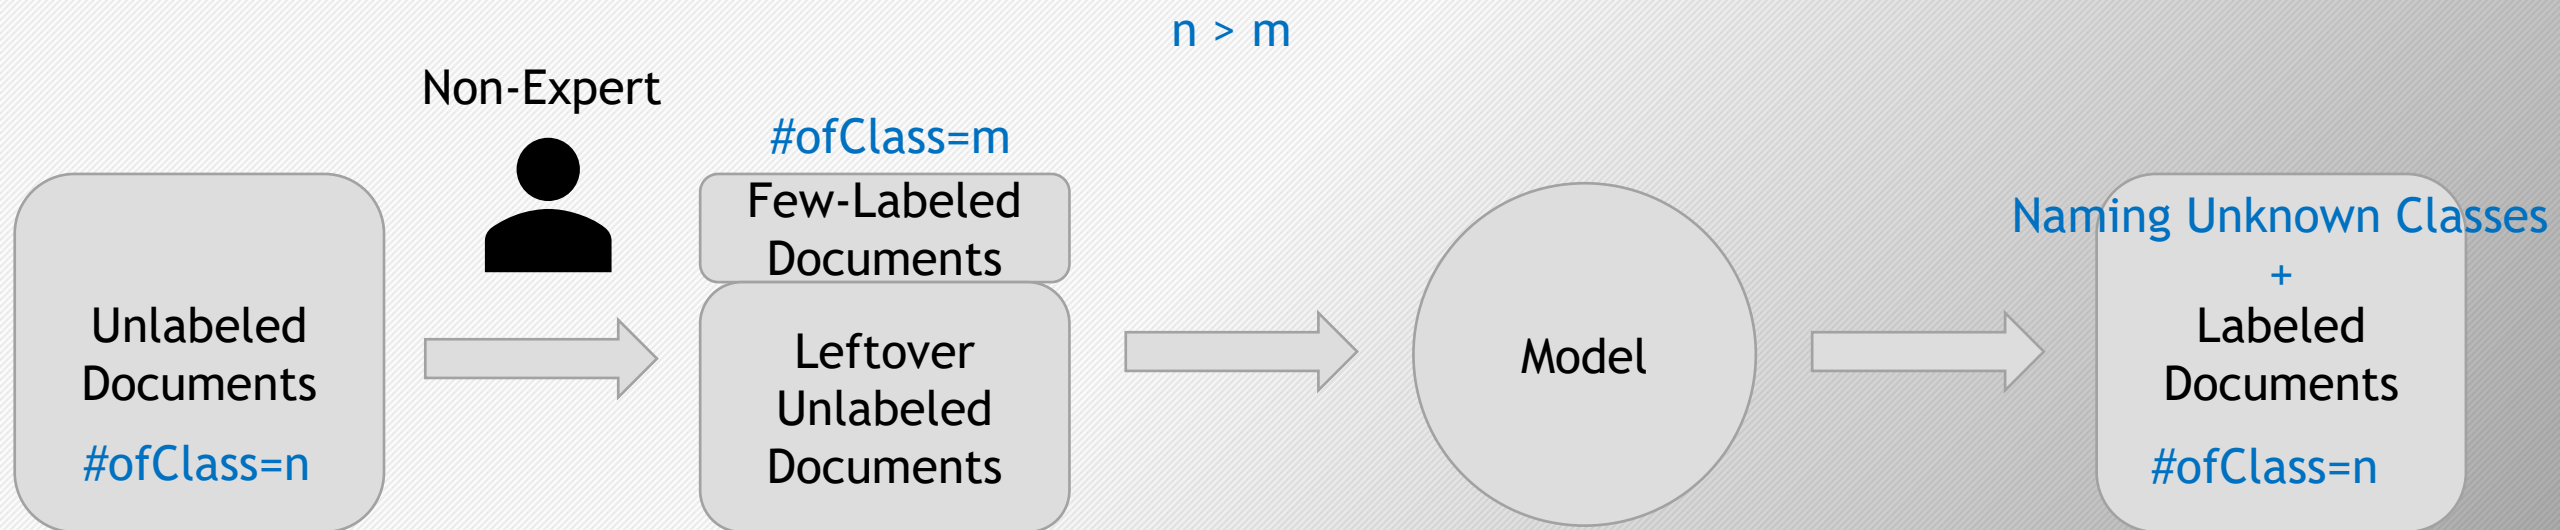 n > m
Non-Expert
#ofClass=m
Few-Labeled
Documents
Unlabeled
Documents
#ofClass=n
Leftover
Unlabeled
Documents
Model
Naming Unknown Classes
+
Labeled
Documents
#ofClass=n